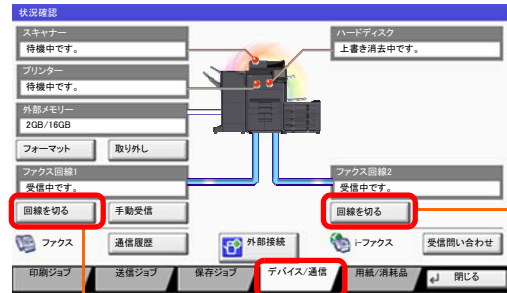 状況確認
スキャナー
待機中です。
ハードディスク
上書き消去中です。
プリンター
待機中です。
外部メモリー
2GB/16GB
フォーマット
取り外し
ファクス回線1
受信中です。
ファクス回線2
受信中です。
回線を切る
手動受信
回線を切る
ファクス
通信履歴
外部接続
i-ファクス
受信問い合わせ
印刷ジョブ
送信ジョブ
保存ジョブ
デバイス/通信
用紙/消耗品
閉じる